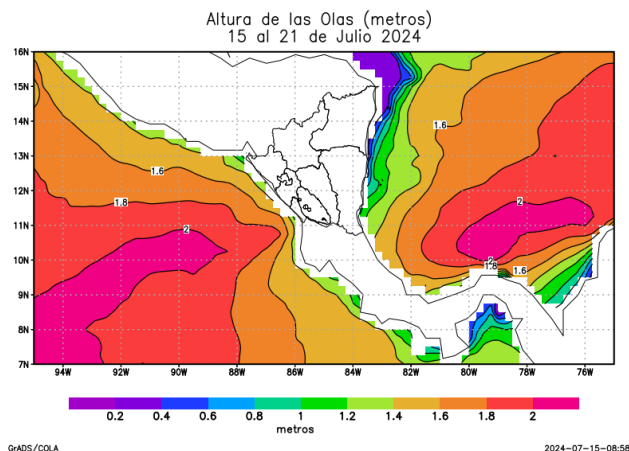 Altura de las Olas (metros)
15 al 21 de Julio 2024
16N
15N
14N
13N
12N
11N
10N
9N
8N
7N
1.6
1.6
1.8
2
2
2
1.8
1.6
94W 92W 90W 88W 86W 84W 82W 80W 78W 76W
0.2 0.4 0.6 0.8 1 1.2 1.4 1.6 1.8 2
metros
GrADS/COLA 2024-07-15-08:58